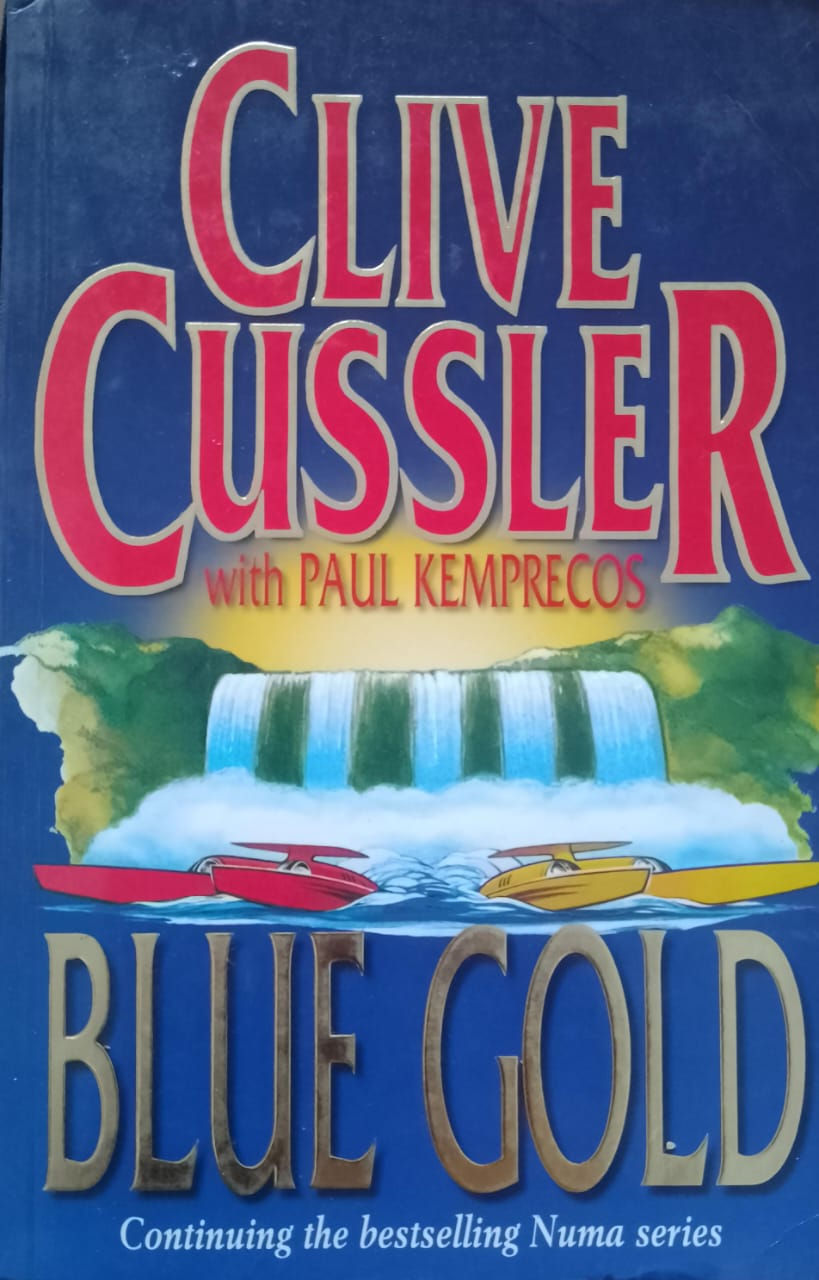 CLIVE
CUSSLER
with PAUL KEMPRECOS
BLUE GOLD
Continuing the bestselling Numa series